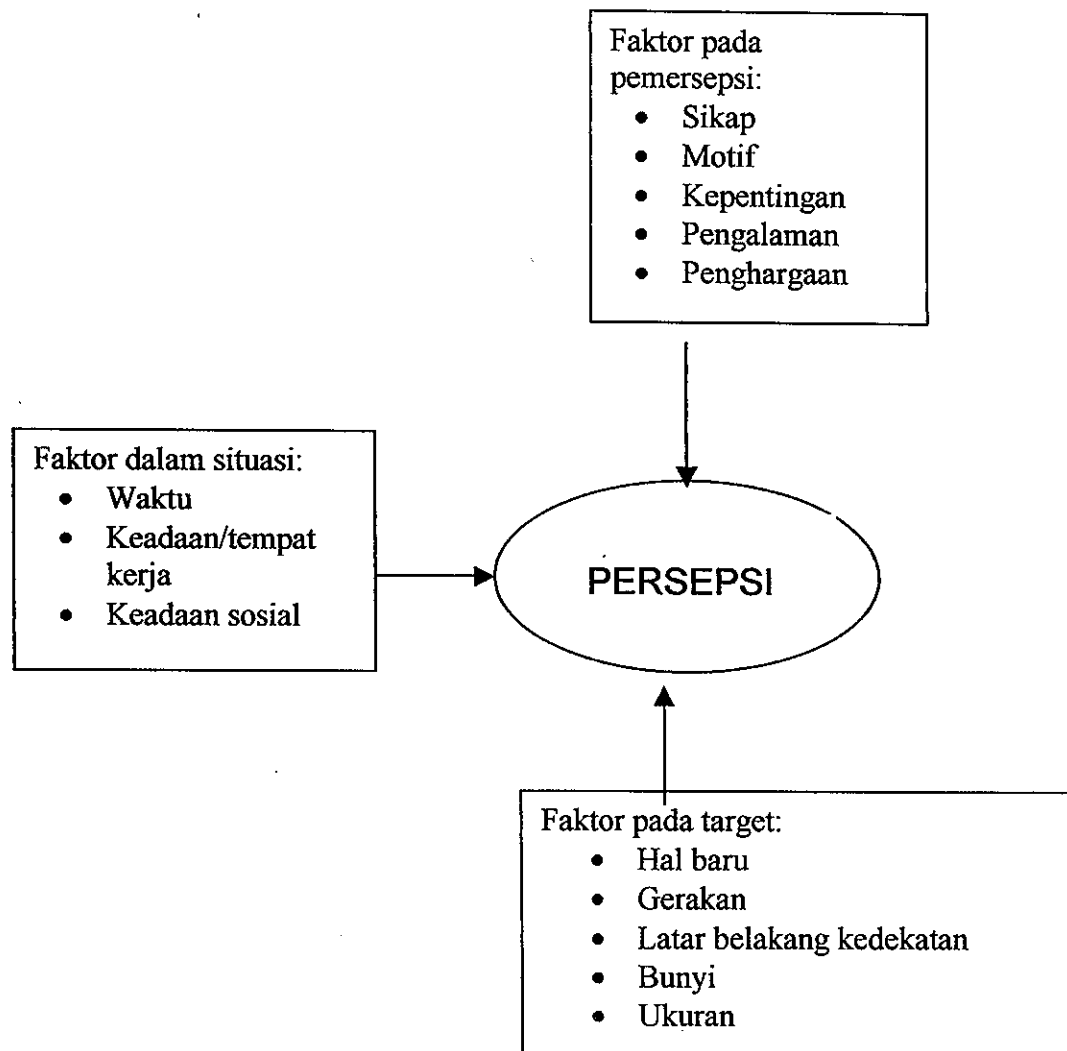 Faktor pada
pemersepsi:
• Sikap
• Motif
• Kepentingan
• Pengalaman
• Penghargaan
Faktor dalam situasi:
• Waktu
• Keadaan/tempat
kerja
• Keadaan sosial
PERSEPSI
Faktor pada target:
• Hal baru
• Gerakan
• Latar belakang kedekatan
• Bunyi
• Ukuran